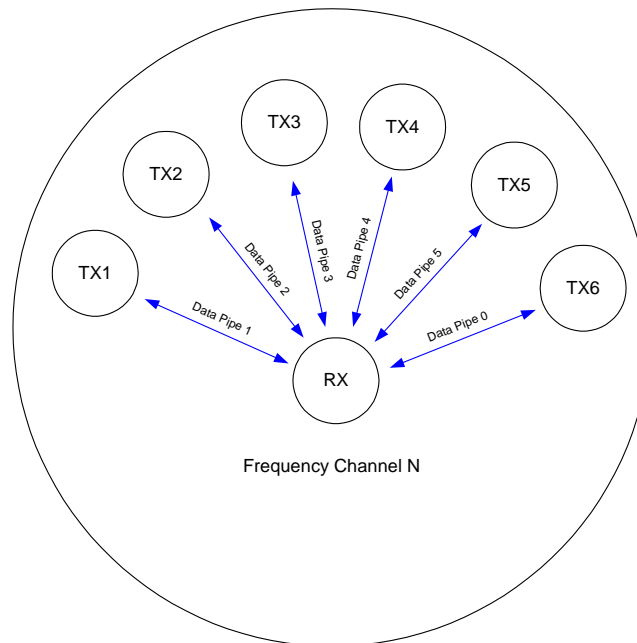 TX3
TX4
TX2
TX5
TX1
TX6
Data Pipe 1
Data Pipe 2
Data Pipe 3
Data Pipe 4
Data Pipe 5
Data Pipe 0
RX
Frequency Channel N